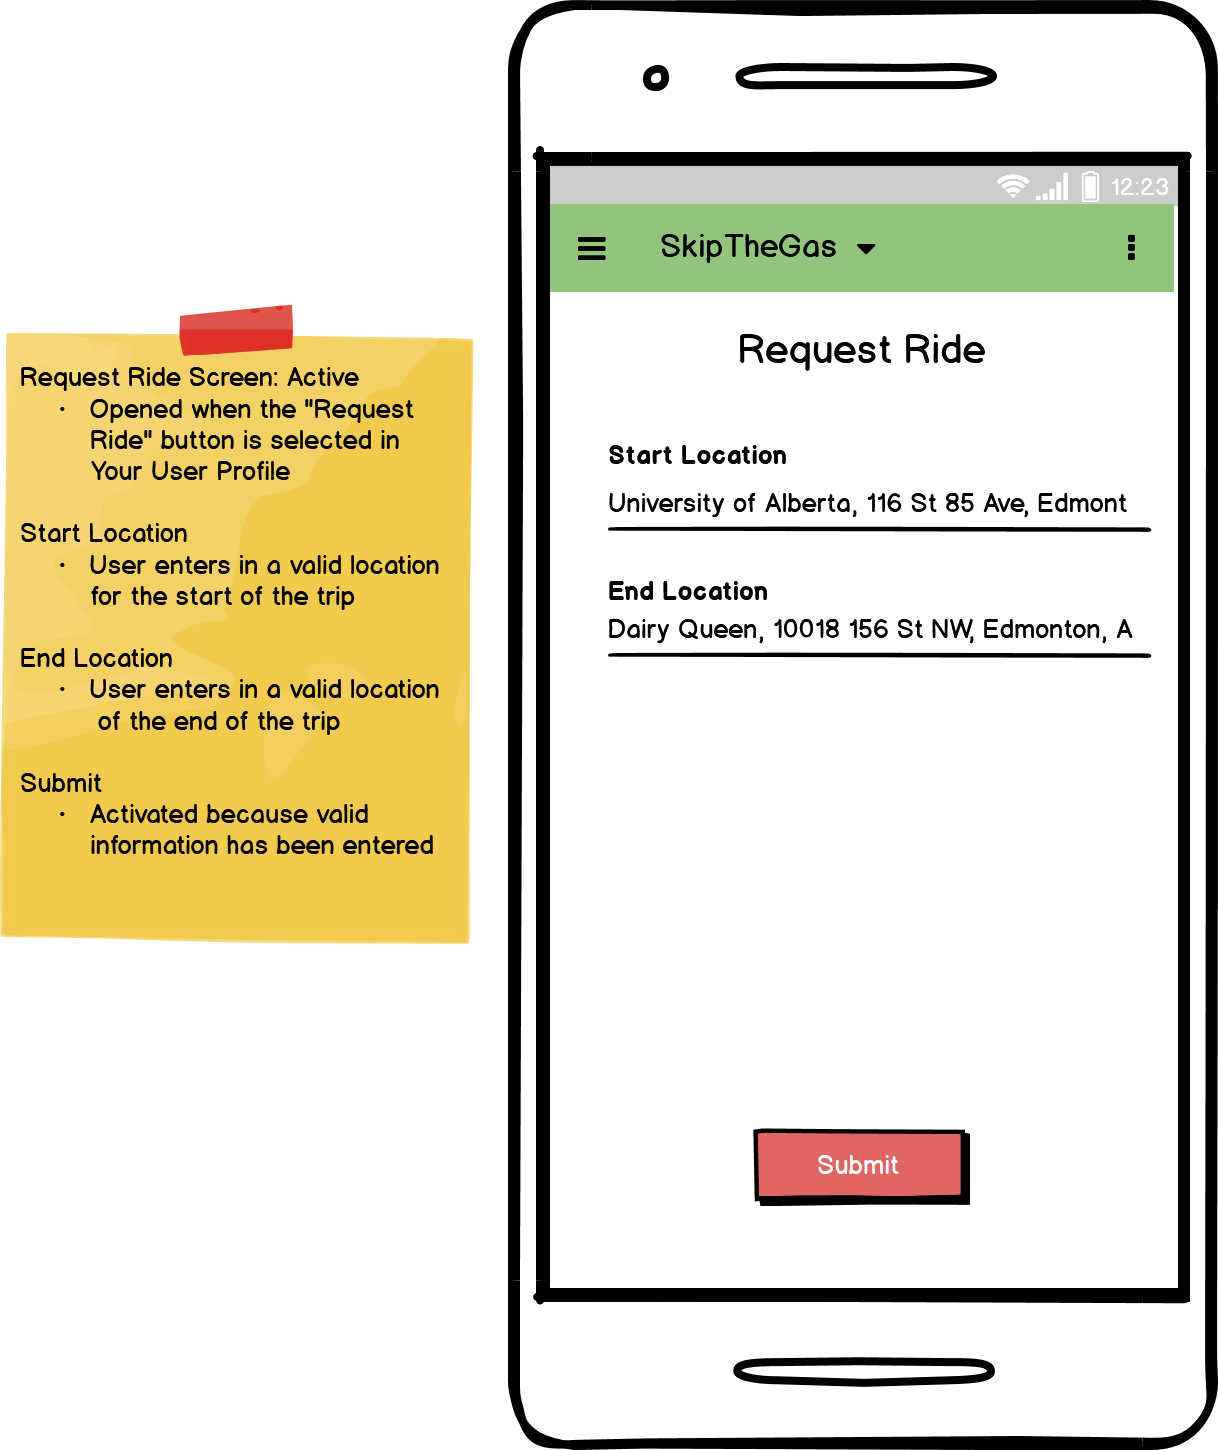 Request Ride Screen: Active
· Opened when the "Request
Ride" button is selected in
Your User Profile
Start Location
· User enters in a valid location
for the start of the trip
End Location
· User enters in a valid location
of the end of the trip
Submit
· Activated because valid
information has been entered
12:23
SkipTheGas
Request Ride
Start Location
University of Alberta, 116 St 85 Ave, Edmont
End Location
Dairy Queen, 10018 156 St NW, Edmonton, A
Submit